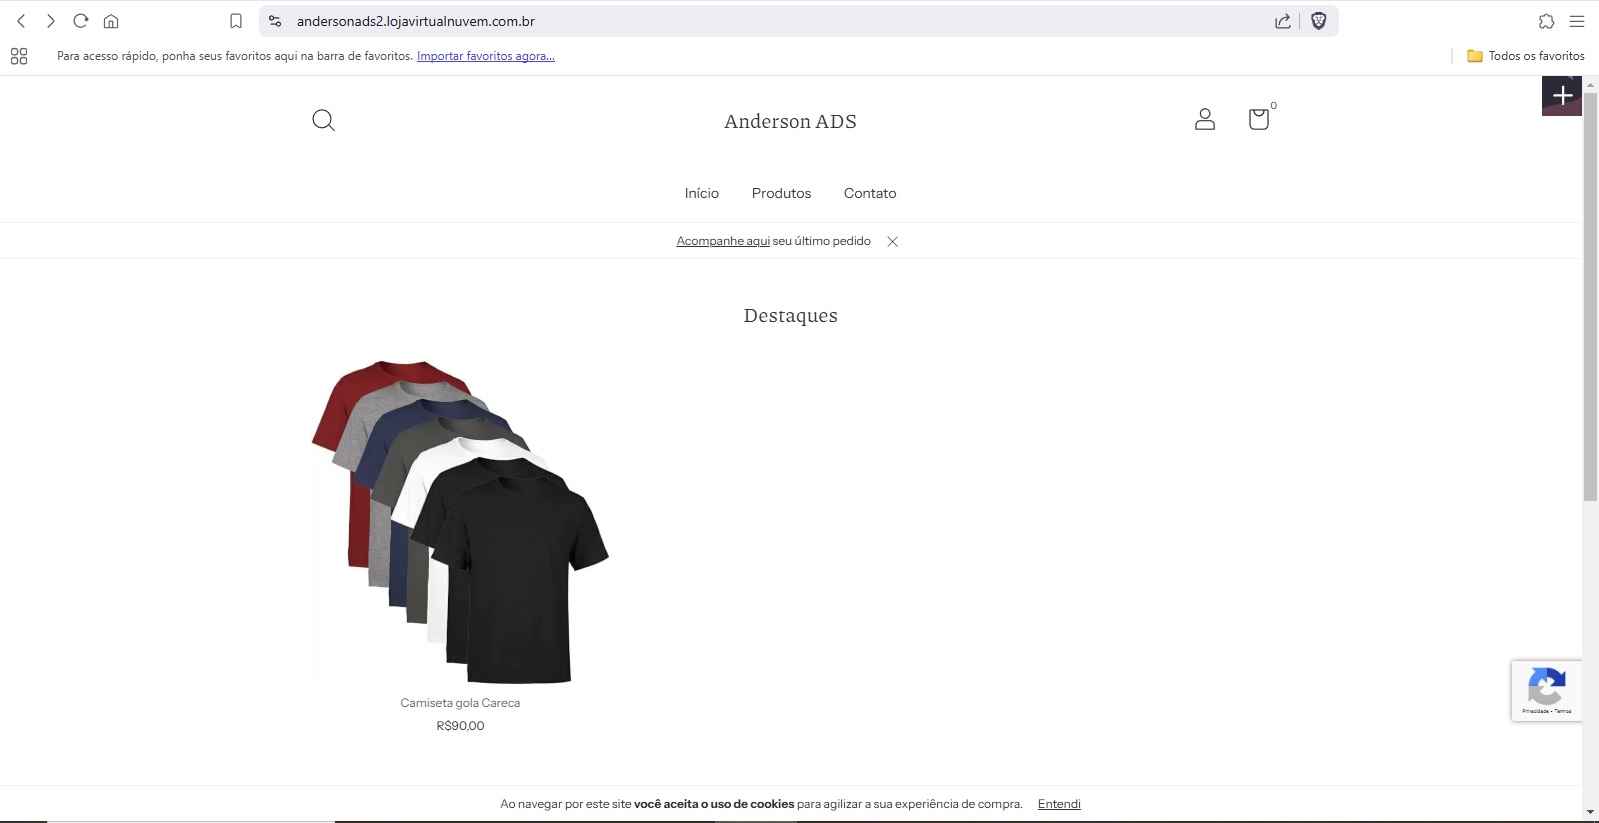 andersonads2.lojavirtualnuvem.com.br
Para acesso rápido, ponha seus favoritos aqui na barra de favoritos. Importar favoritos agora...
Todos os favoritos
Anderson ADS
0
Início Produtos Contato
Acompanhe aqui seu último pedido
Destaques
Camiseta gola Careca
R$90,00
Privacidade - Termos
Ao navegar por este site você aceita o uso de cookies para agilizar a sua experiência de compra. Entendi